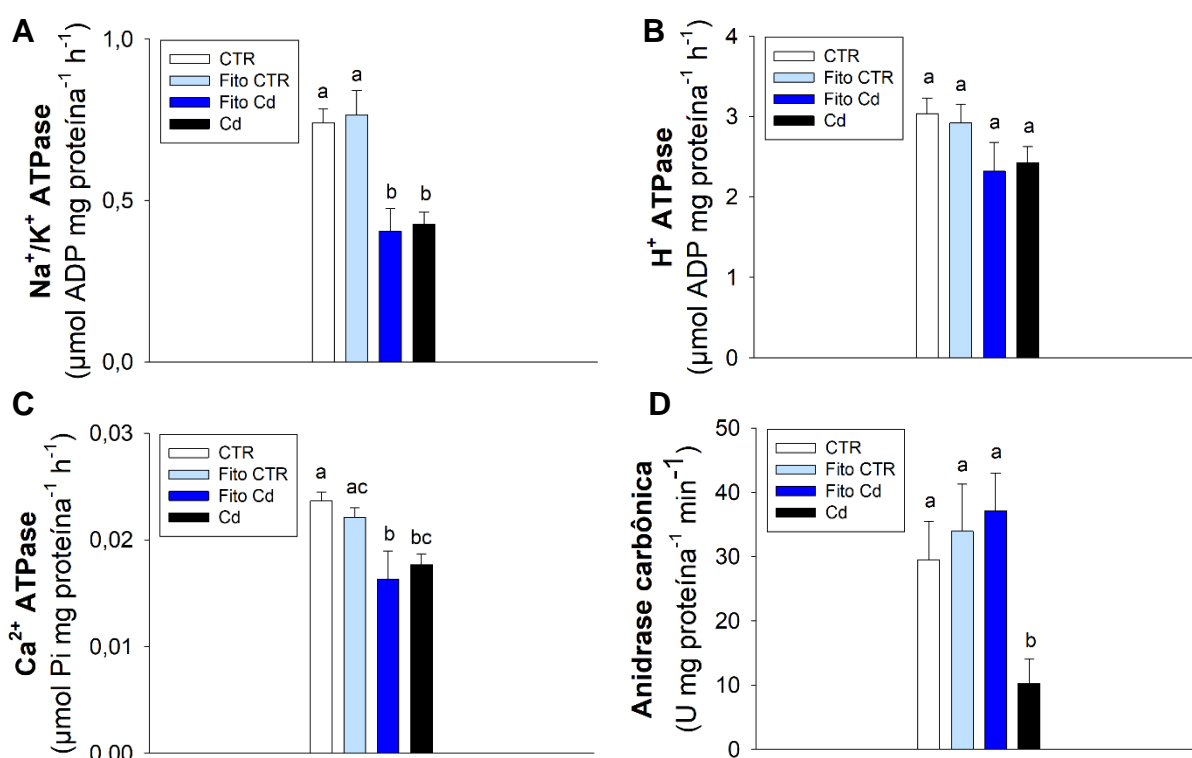 A
Na⁺/K⁺ ATPase
(µmol ADP mg proteína⁻¹ h⁻¹)
1,0
0,5
0,0
CTR
Fito CTR
Fito Cd
Cd
a
a
b
b
B
H⁺ ATPase
(µmol ADP mg proteína⁻¹ h⁻¹)
4
3
2
1
0
CTR
Fito CTR
Fito Cd
Cd
a
a
a
a
C
Ca²⁺ ATPase
(µmol Pi mg proteína⁻¹ h⁻¹)
0,03
0,02
0,01
0,00
CTR
Fito CTR
Fito Cd
Cd
a
ac
b
bc
D
Anidrase carbônica
(U mg proteína⁻¹ min⁻¹)
50
40
30
20
10
0
CTR
Fito CTR
Fito Cd
Cd
a
a
a
b